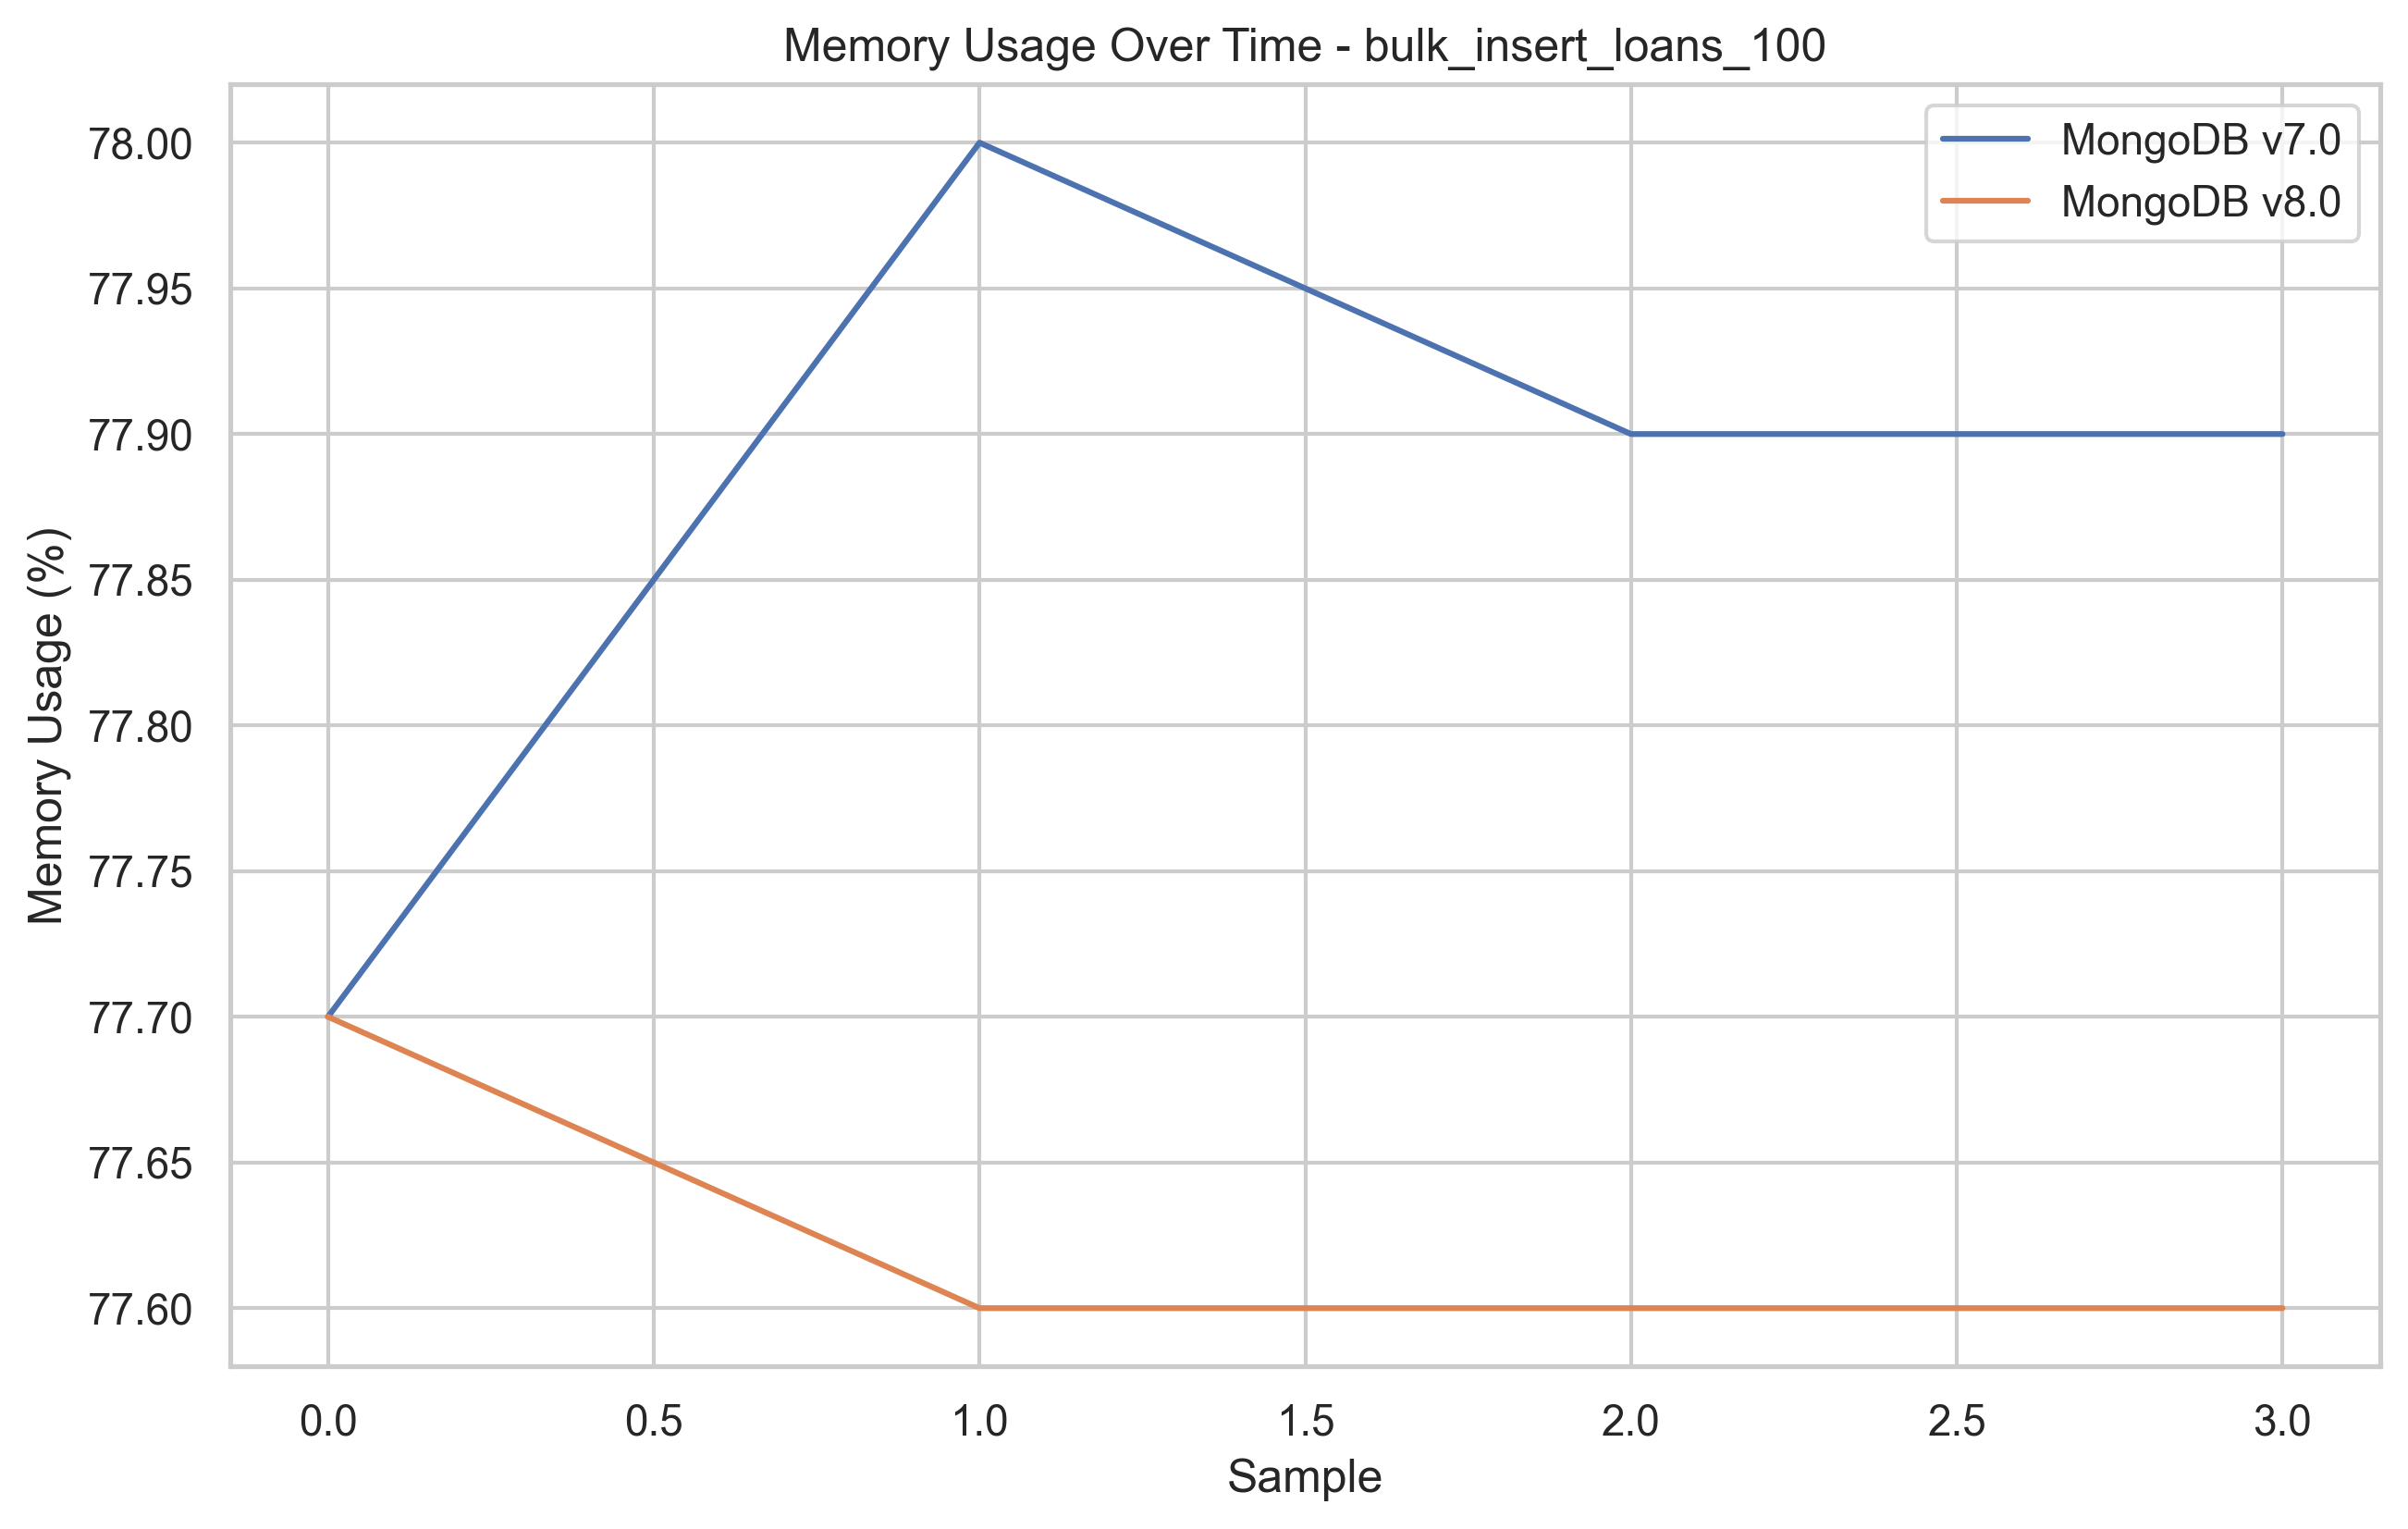 Memory Usage Over Time - bulk_insert_loans_100
MongoDB v7.0
MongoDB v8.0
Memory Usage (%)
78.00
77.95
77.90
77.85
77.80
77.75
77.70
77.65
77.60
0.0 0.5 1.0 1.5 2.0 2.5 3.0
Sample